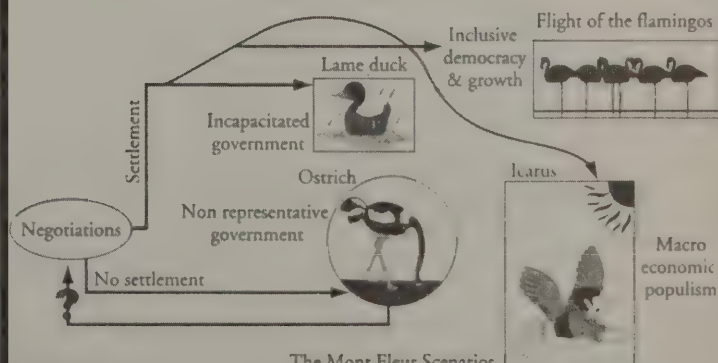 Flight of the flamingos
Inclusive
democracy
& growth
Lame duck
Incapacitated
government
Settlement
Ostrich
Icarus
Non representative
government
Negotiations
Macro
economic
populism
No settlement
?
The Mont Fleur Scenarios